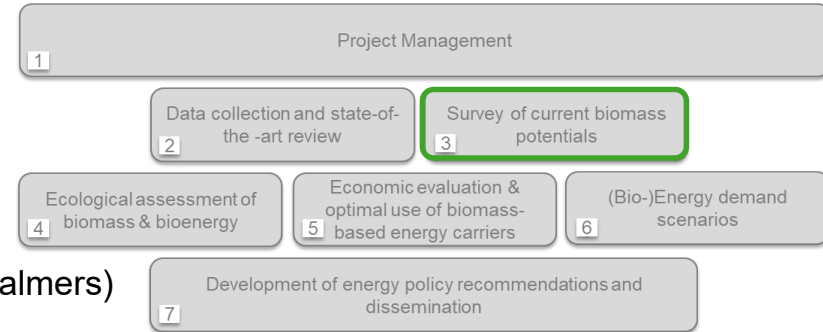 Project Management
1
Data collection and state-of-
the -art review
2
Survey of current biomass
potentials
3
Ecological assessment of
biomass & bioenergy
4
Economic evaluation &
optimal use of biomass-
based energy carriers
5
(Bio-)Energy demand
scenarios
6
almers)
Development of energy policy recommendations and
dissemination
7